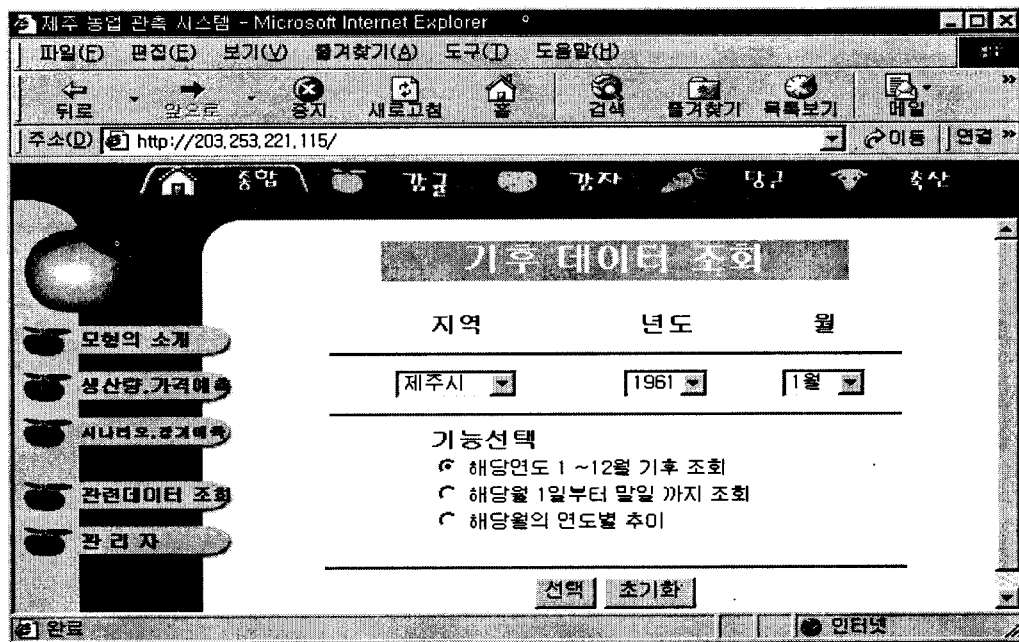 제주 농업 관측 시스템 - Microsoft Internet Explorer
파일(F) 편집(E) 보기(V) 즐겨찾기(A) 도구(T) 도움말(H)
뒤로 앞으로 중지 새로고침 홈 검색 즐겨찾기 목록보기 메일 »
주소(D) http://203,253,221,115/ 이동 연결 »
종합 감귤 감자 당근 축산
기후 데이터 조회
지역 년도 월
모형의 소개
제주시 1961 1월
생산량.가격예측
시나리오.장기예측
기능선택
해당연도 1 ~12월 기후 조회
해당월 1일부터 말일 까지 조회
관련데이터 조회
해당월의 연도별 추이
관 리 자
선택 초기화
완료 인터넷